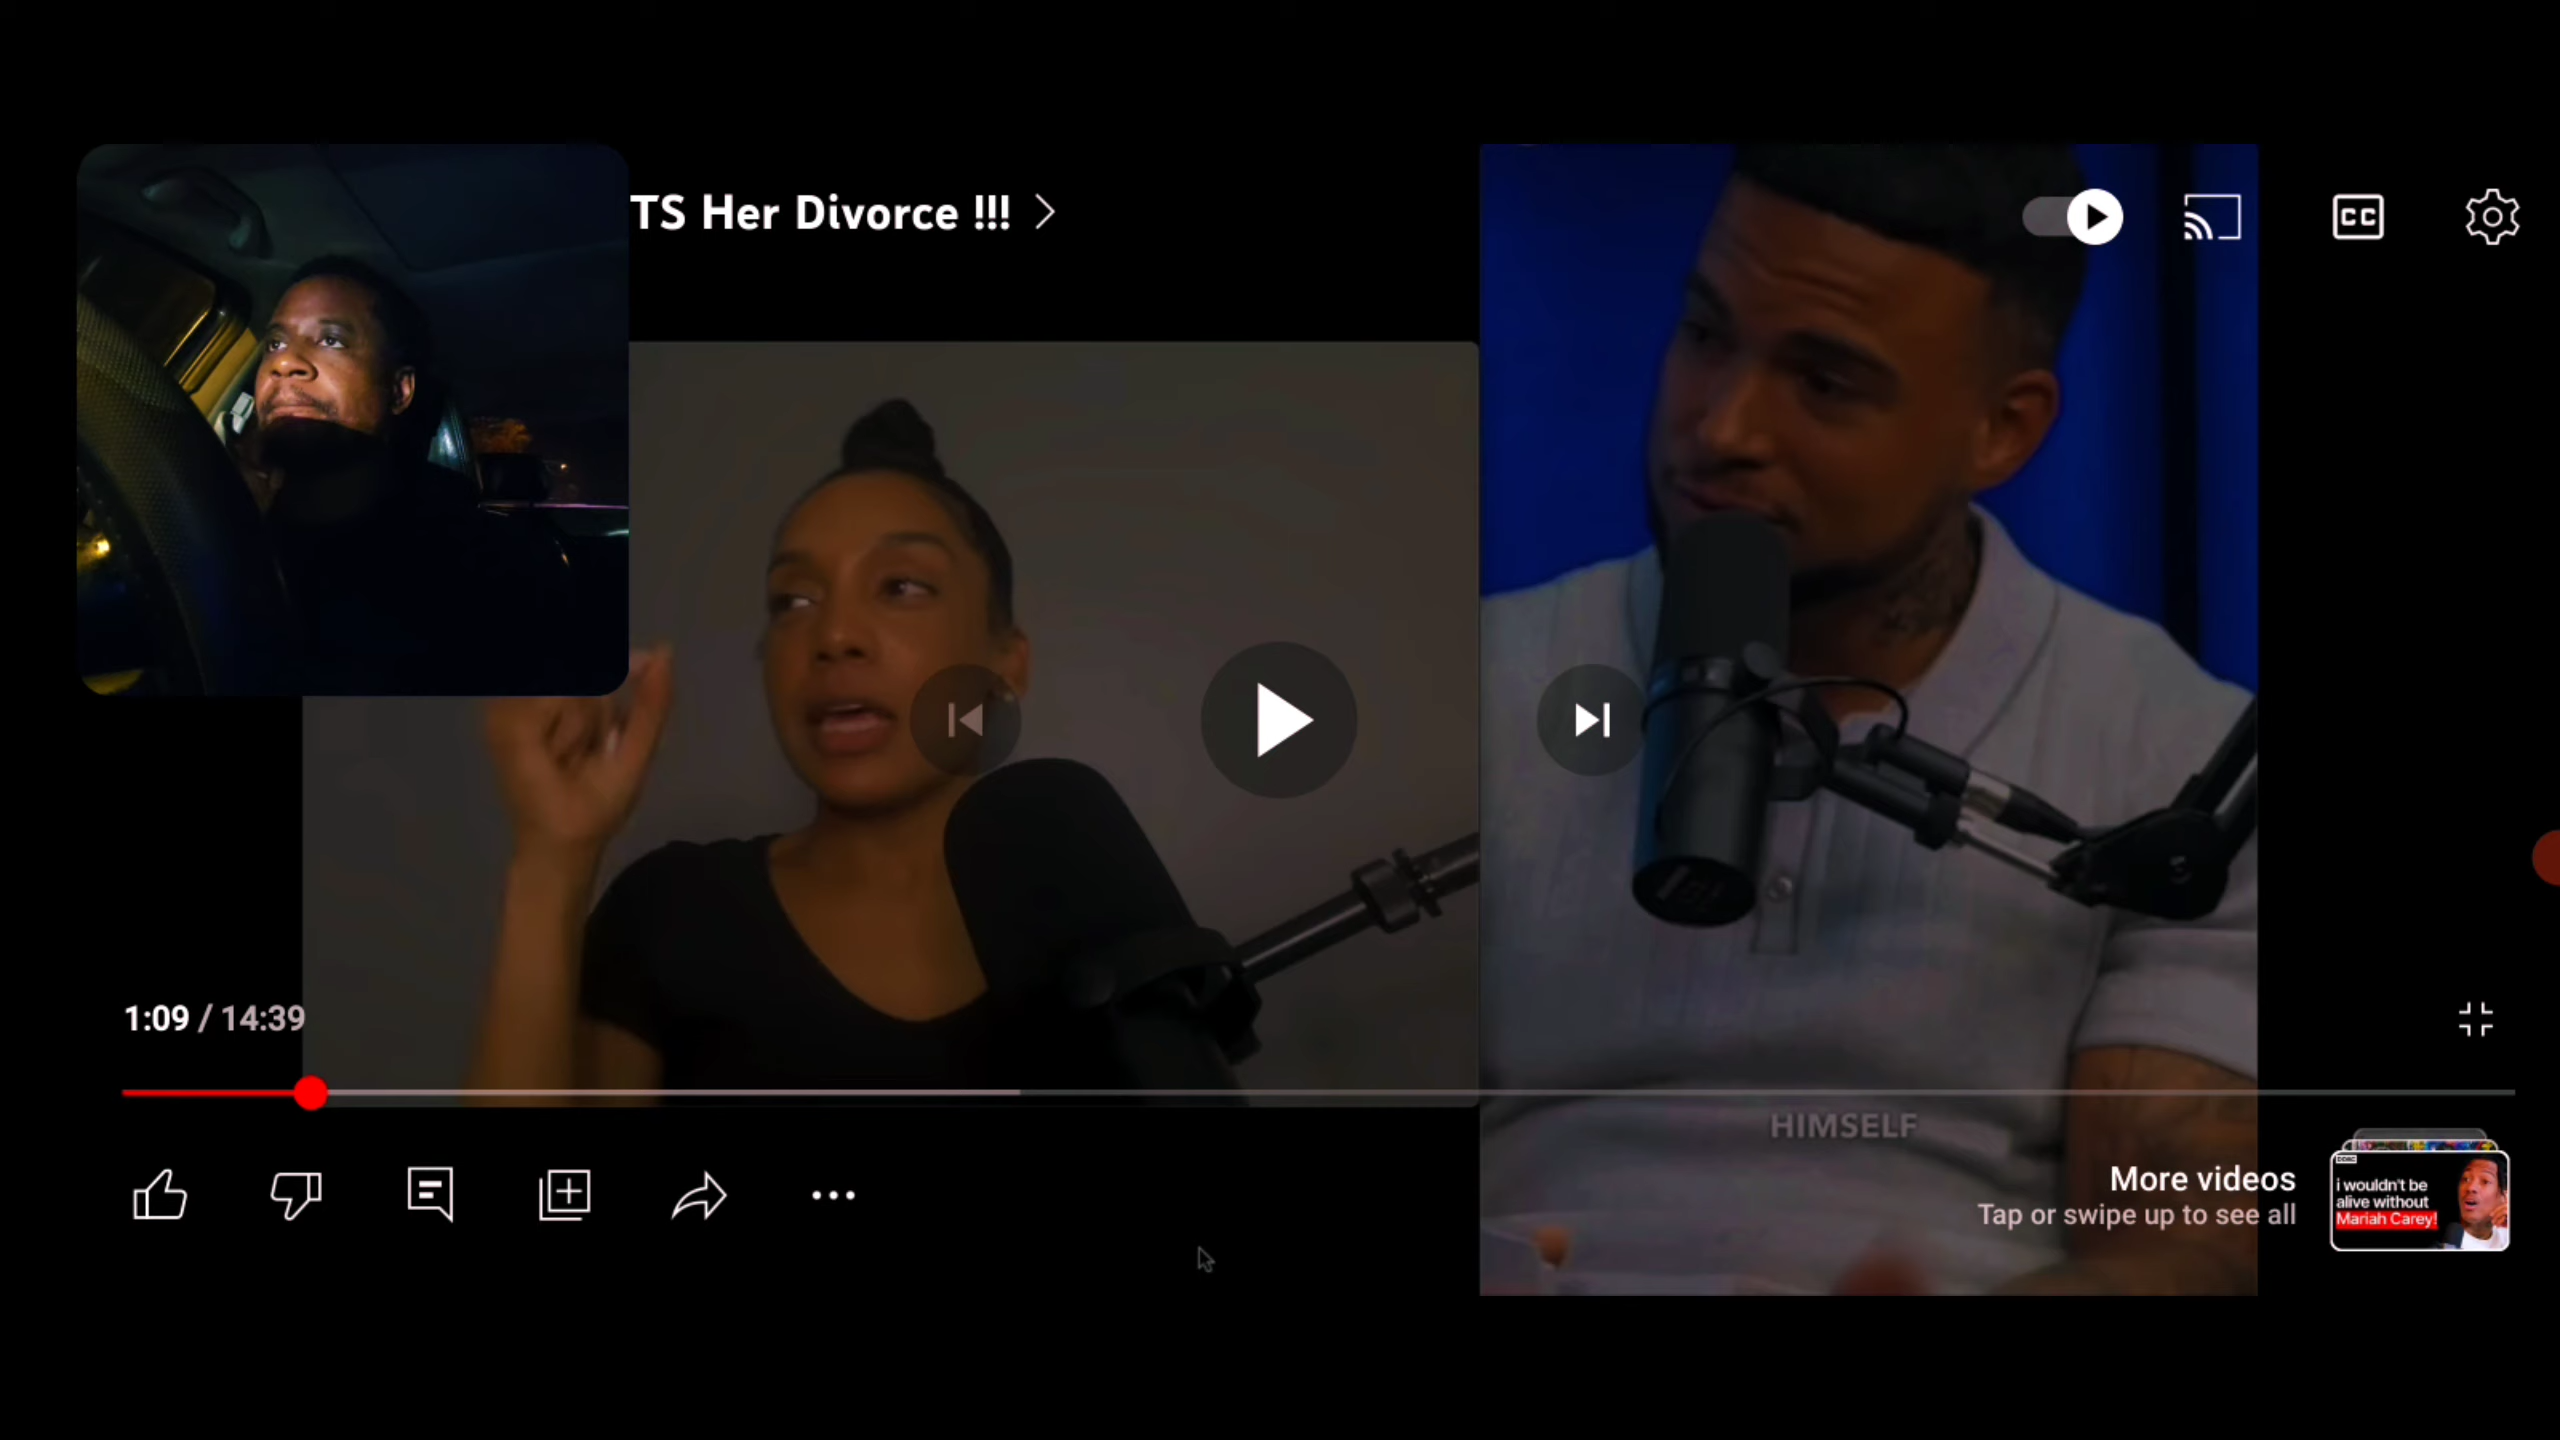 TS Her Divorce !!!
CC
1:09 / 14:39
HIMSELF
More videos
Tap or swipe up to see all
i wouldn't be
alive without
Mariah Carey!